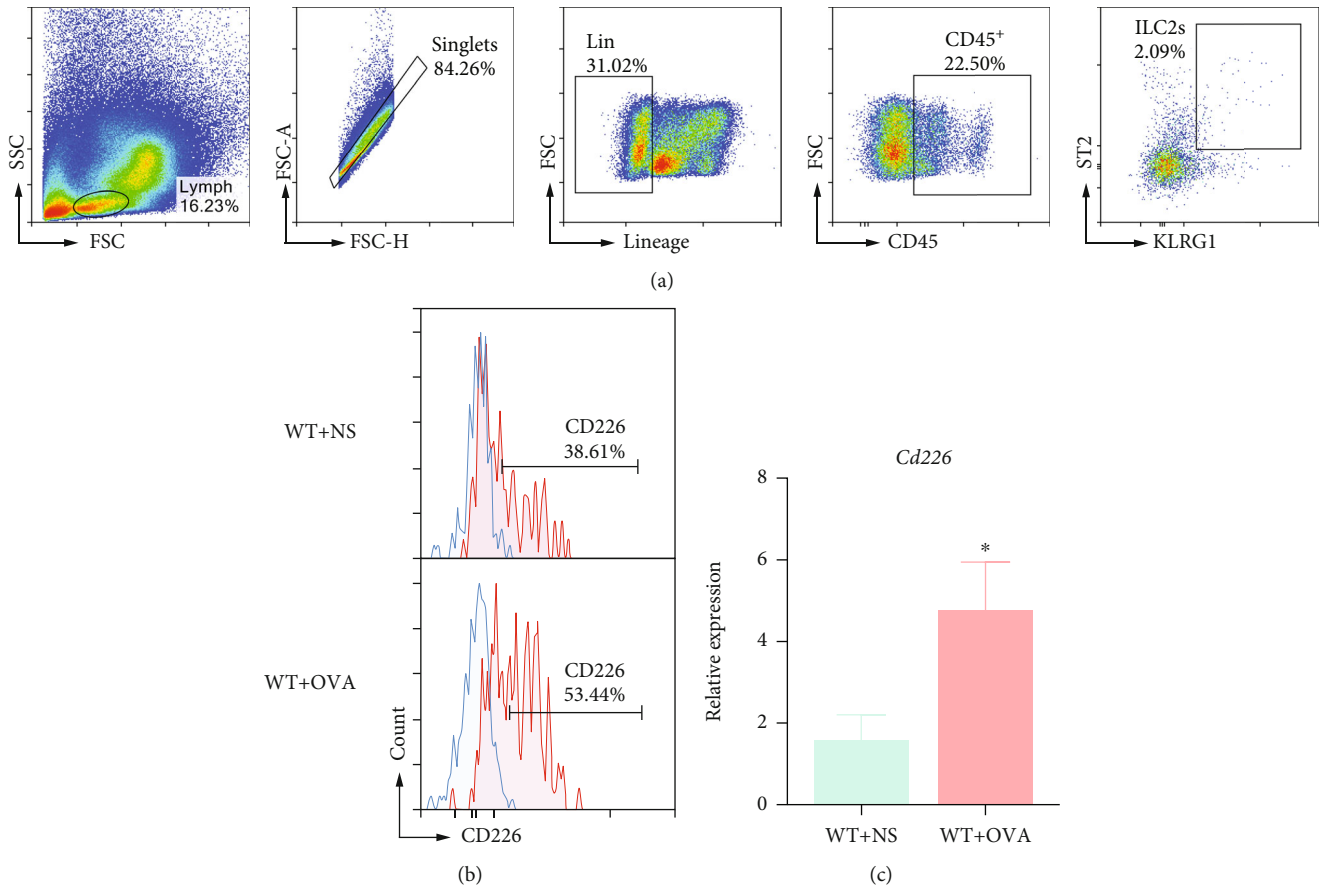 SSC
Lymph
16.23%
FSC
FSC-A
Singlets
84.26%
FSC-H
FSC
Lin
31.02%
Lineage
FSC
CD45+
22.50%
CD45
ST2
ILC2s
2.09%
KLRG1
(a)
WT+NS
CD226
38.61%
WT+OVA
CD226
53.44%
Count
CD226
(b)
Cd226
Relative expression
8
6
4
2
0
*
WT+NS
WT+OVA
(c)